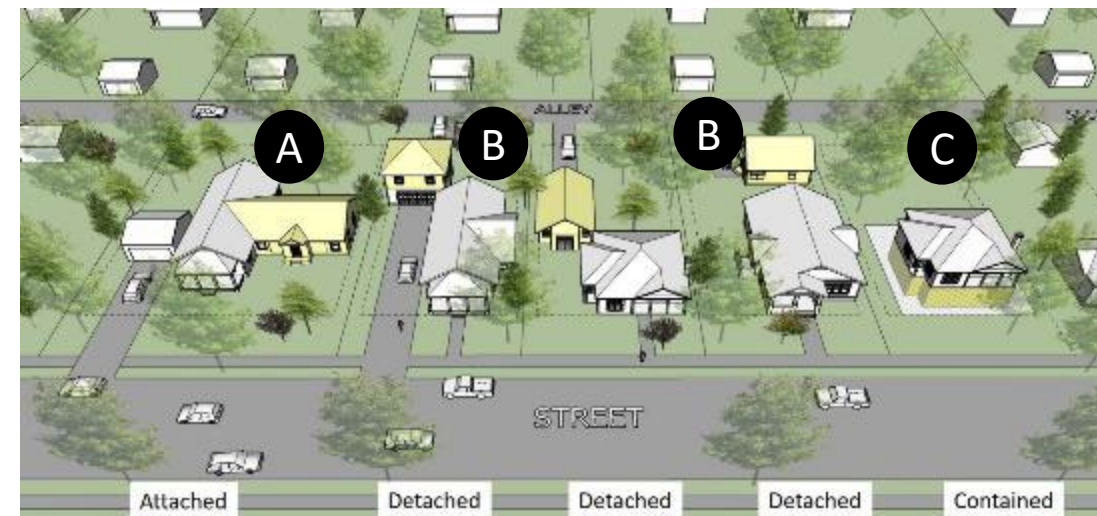 ALLEY
A
B
B
C
STREET
Attached
Detached
Detached
Detached
Contained